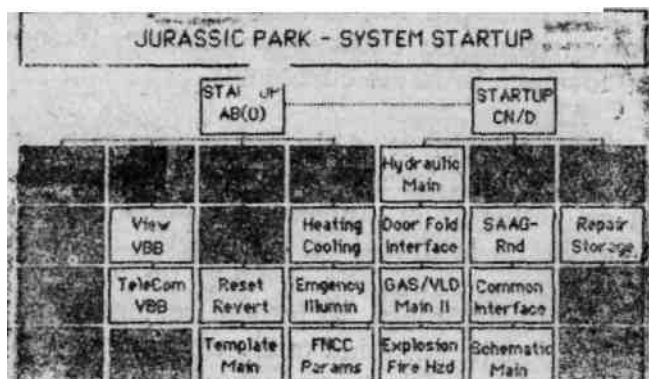 JURASSIC PARK - SYSTEM STARTUP
AB(0)
STARTUP
CN/D
Hydraulic
Main
View
VBB
Heating
Cooling
Door Fold
Interface
SAAG-
Rnd
Repair
Storage
TeleCom
VBB
Reset
Revert
Emgency
Illumin
GAS/VLD
Main II
Common
Interface
Template
Main
FNCC
Params
Explosion
Fire Hzd
Schematic
Main